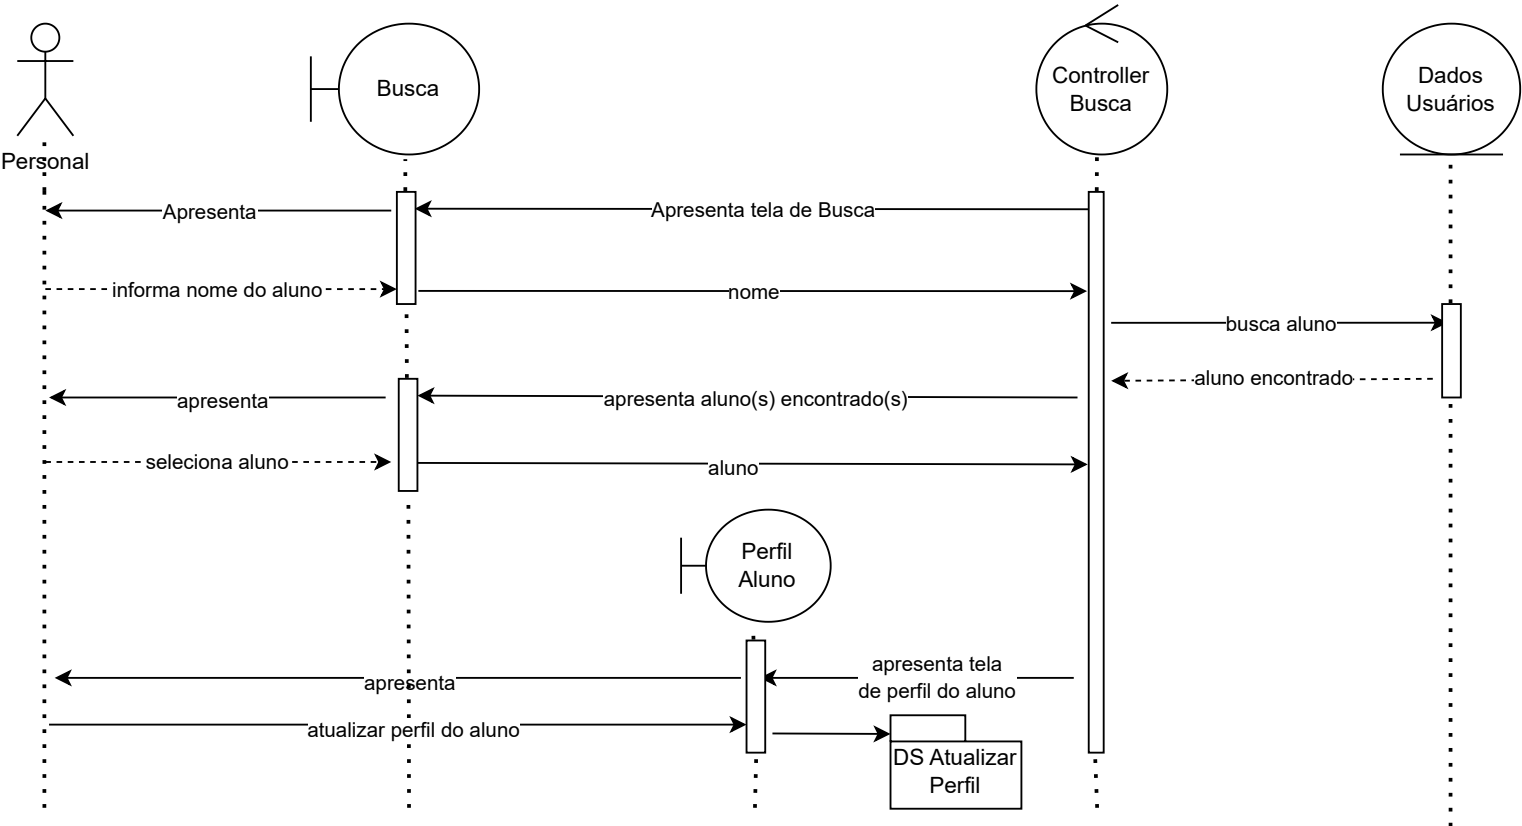 Busca
Controller
Busca
Dados
Usuários
Personal
Apresenta
Apresenta tela de Busca
informa nome do aluno
nome
busca aluno
aluno encontrado
apresenta
apresenta aluno(s) encontrado(s)
seleciona aluno
aluno
Perfil
Aluno
apresenta
apresenta tela
de perfil do aluno
atualizar perfil do aluno
DS Atualizar
Perfil